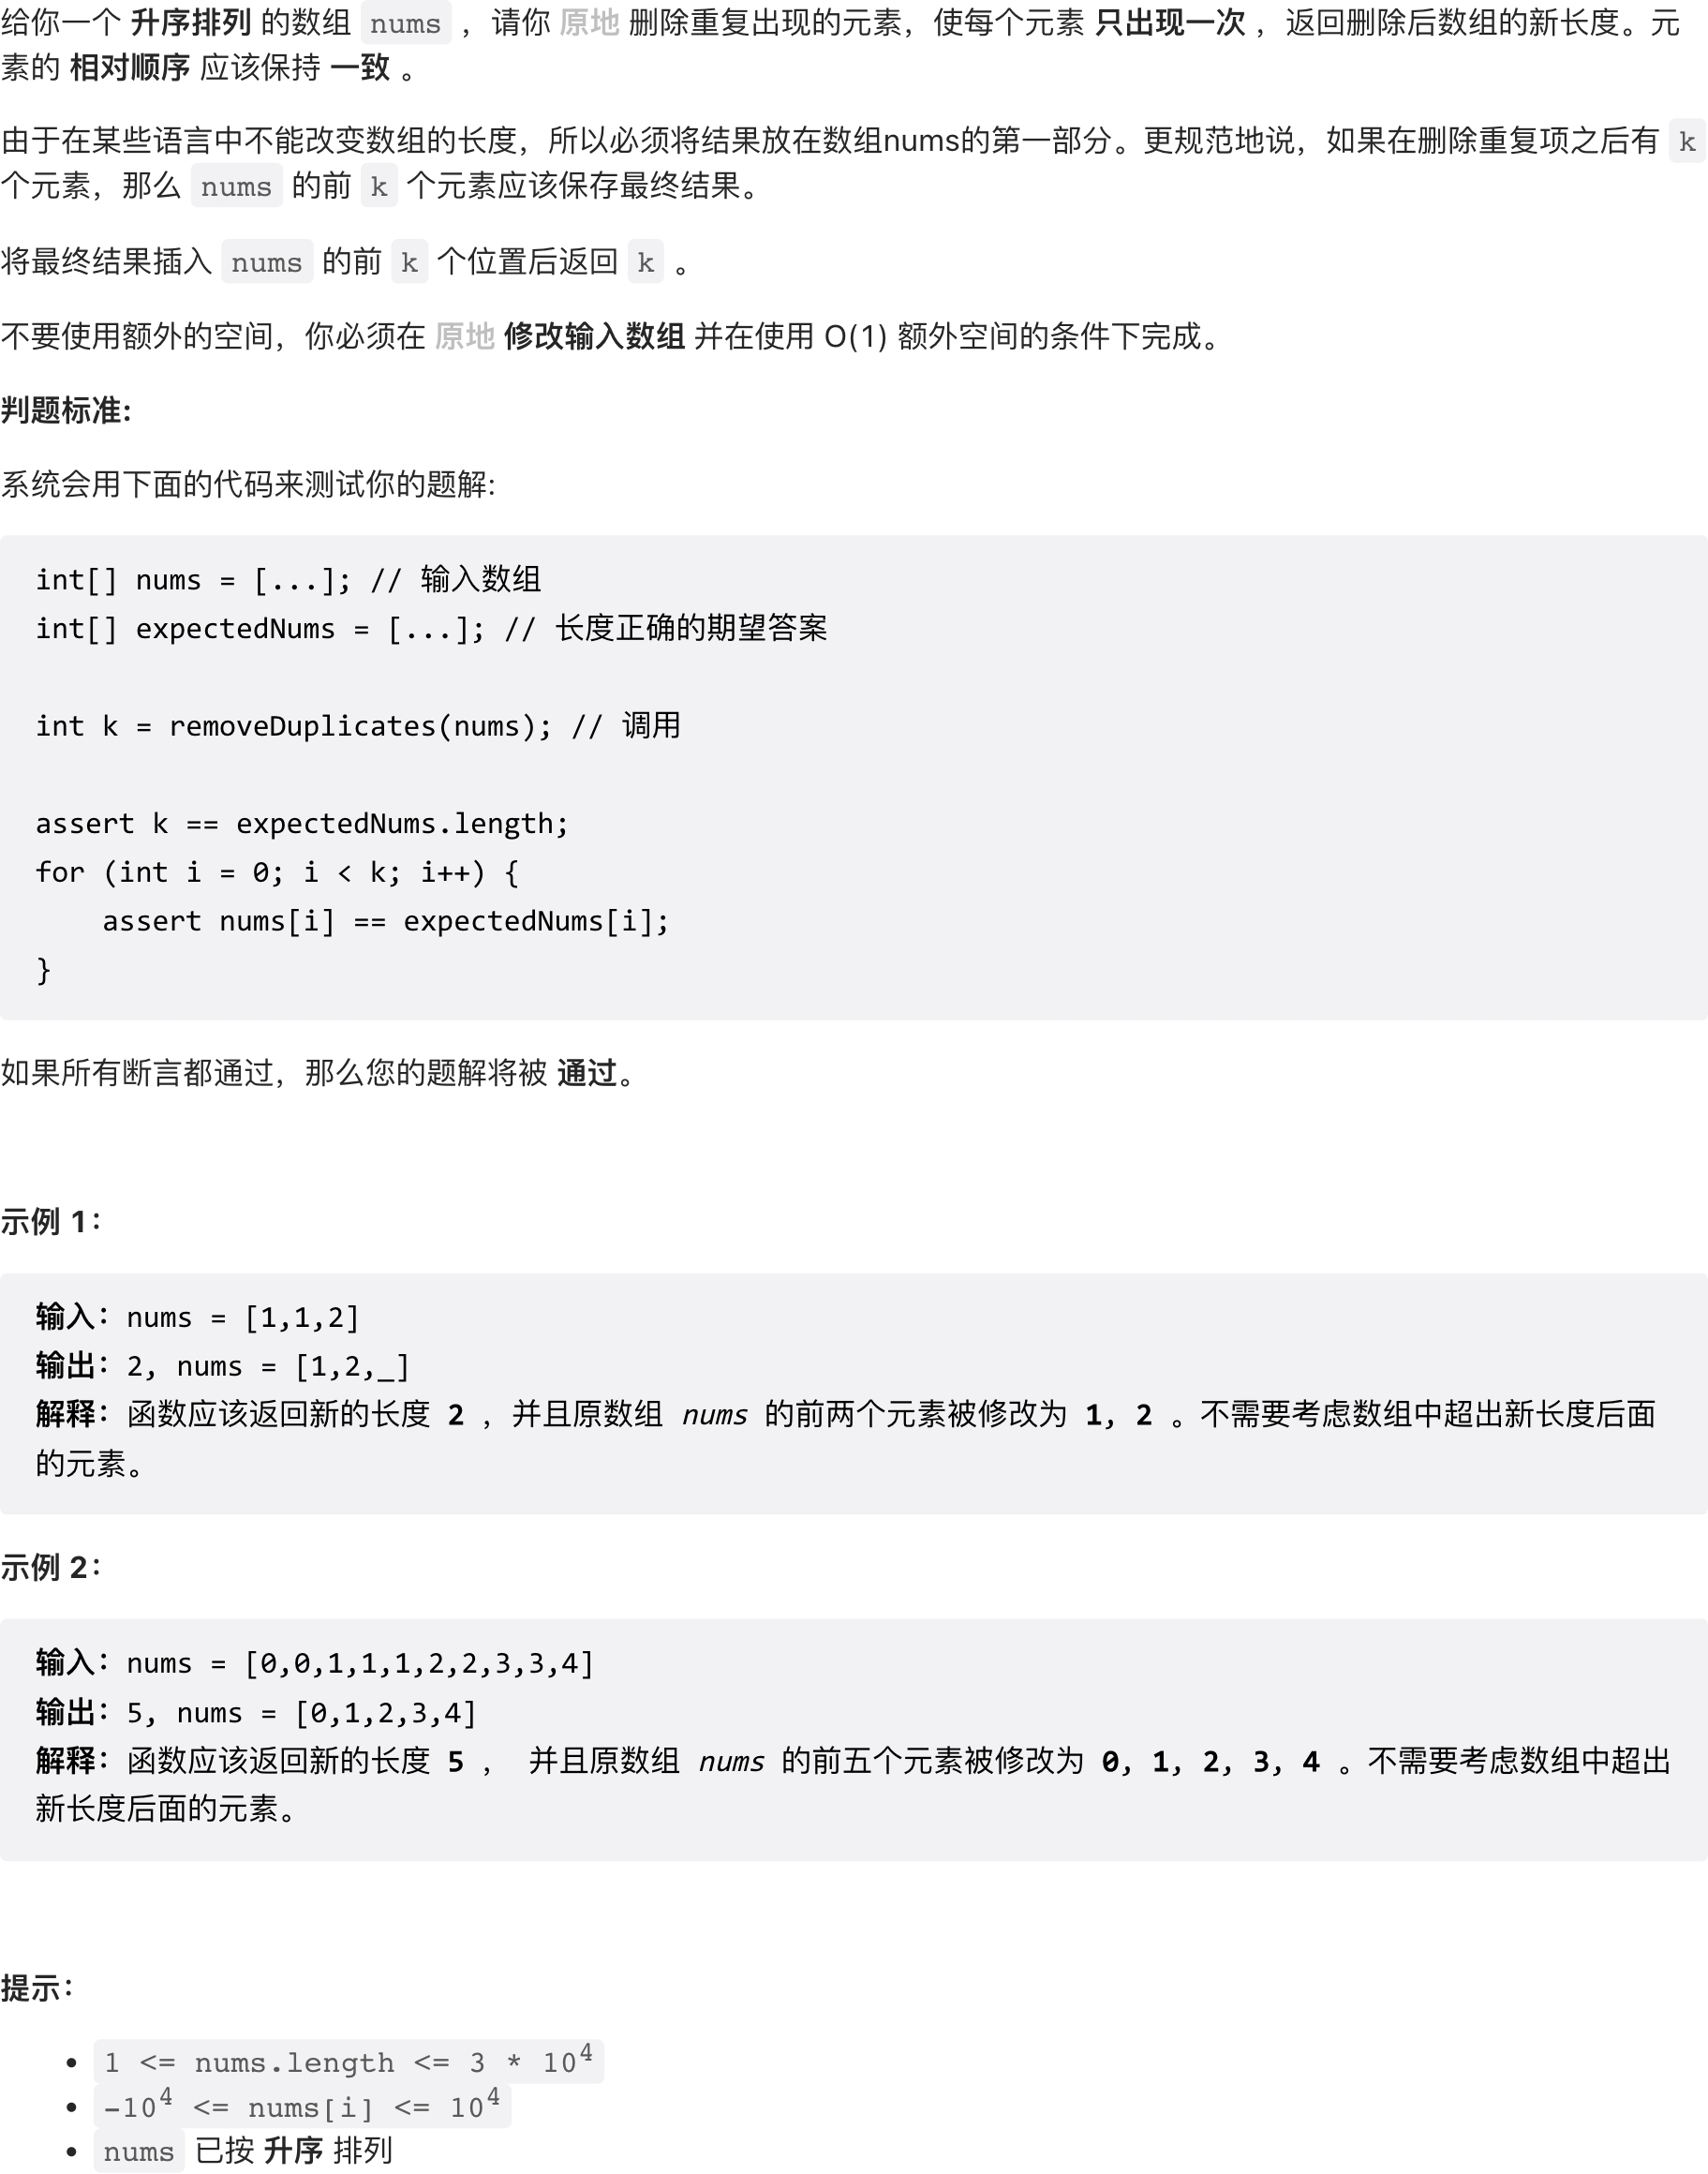 给你一个 升序排列 的数组 nums ，请你 原地 删除重复出现的元素，使每个元素 只出现一次 ，返回删除后数组的新长度。元
素的 相对顺序 应该保持 一致 。
由于在某些语言中不能改变数组的长度，所以必须将结果放在数组nums的第一部分。更规范地说，如果在删除重复项之后有 k
个元素，那么 nums 的前 k 个元素应该保存最终结果。
将最终结果插入 nums 的前 k 个位置后返回 k 。
不要使用额外的空间，你必须在 原地 修改输入数组 并在使用 O(1) 额外空间的条件下完成。
判题标准:
系统会用下面的代码来测试你的题解:
int[] nums = [...]; // 输入数组
int[] expectedNums = [...]; // 长度正确的期望答案
int k = removeDuplicates(nums); // 调用
assert k == expectedNums.length;
for (int i = 0; i < k; i++) {
    assert nums[i] == expectedNums[i];
}
如果所有断言都通过，那么您的题解将被 通过。
示例 1：
输入：nums = [1,1,2]
输出：2, nums = [1,2,_]
解释：函数应该返回新的长度 2 ，并且原数组 nums 的前两个元素被修改为 1, 2 。不需要考虑数组中超出新长度后面
的元素。
示例 2：
输入：nums = [0,0,1,1,1,2,2,3,3,4]
输出：5, nums = [0,1,2,3,4]
解释：函数应该返回新的长度 5 ， 并且原数组 nums 的前五个元素被修改为 0, 1, 2, 3, 4 。不需要考虑数组中超出
新长度后面的元素。
提示：
• 1 <= nums.length <= 3 * 10⁴
• -10⁴ <= nums[i] <= 10⁴
• nums 已按 升序 排列